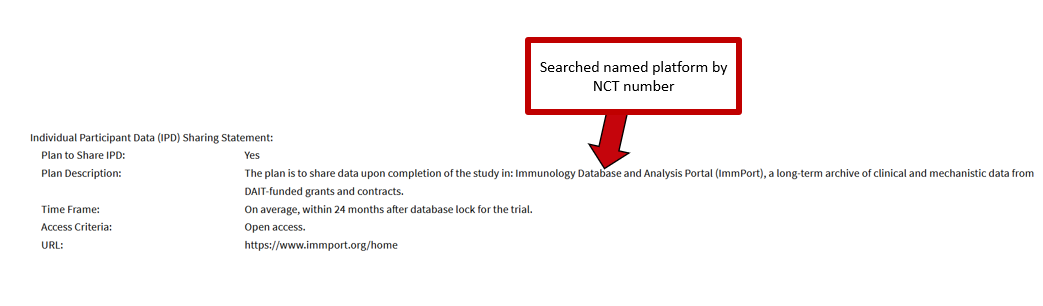 Searched named platform by
NCT number
Individual Participant Data (IPD) Sharing Statement:
Plan to Share IPD: Yes
Plan Description: The plan is to share data upon completion of the study in: Immunology Database and Analysis Portal (ImmPort), a long-term archive of clinical and mechanistic data from
DAIT-funded grants and contracts.
Time Frame: On average, within 24 months after database lock for the trial.
Access Criteria: Open access.
URL: https://www.immport.org/home